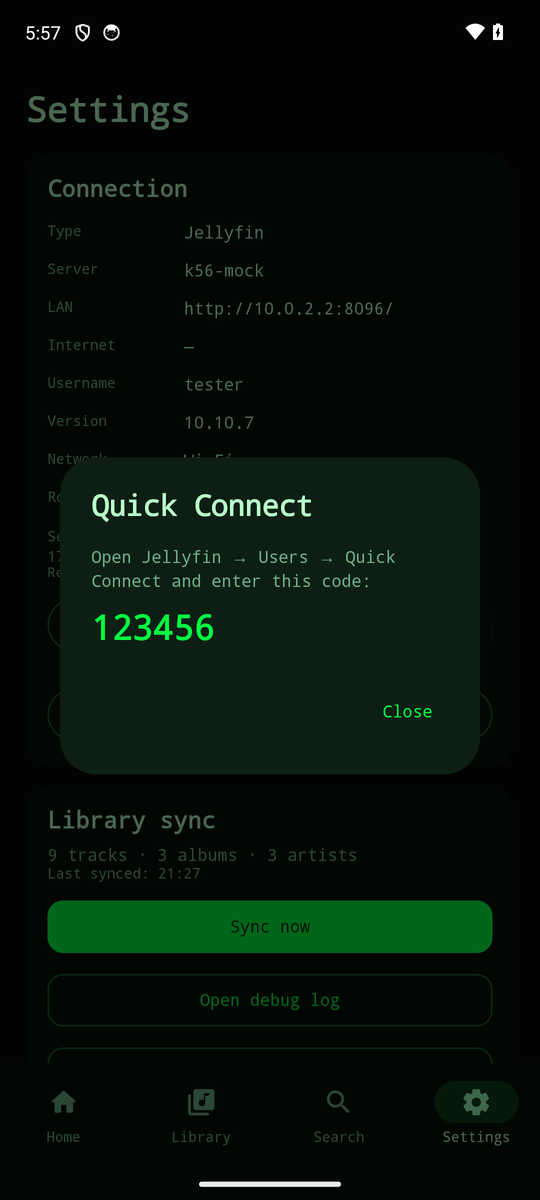 5:57
Settings
Connection
Type Jellyfin
Server k56-mock
LAN http://10.0.2.2:8096/
Internet —
Username tester
Version 10.10.7
Network Wi-Fi
Quick Connect
Open Jellyfin → Users → Quick
Connect and enter this code:
123456
Close
Library sync
9 tracks · 3 albums · 3 artists
Last synced: 21:27
Sync now
Open debug log
Home Library Search Settings